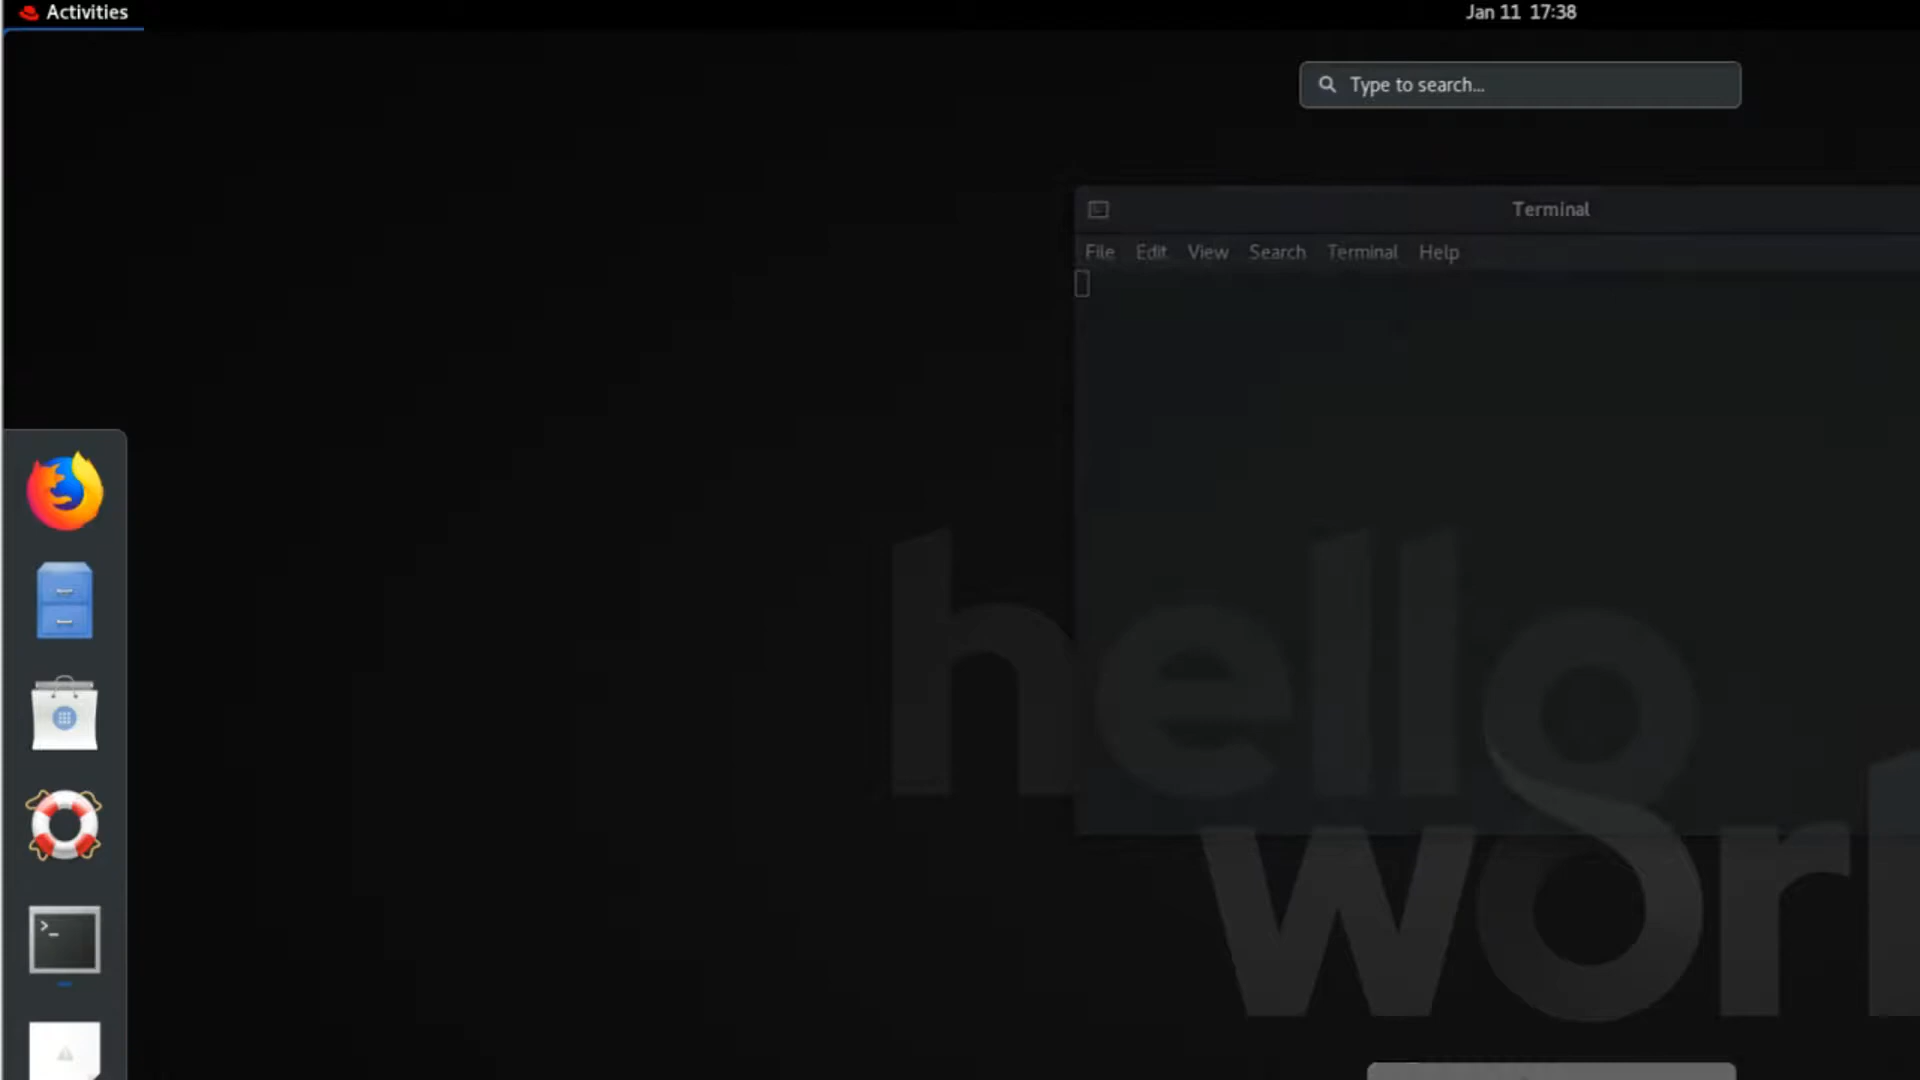 Activities
Jan 11 17:38
Type to search...
Terminal
File Edit View Search Terminal Help
hello
worl
>_